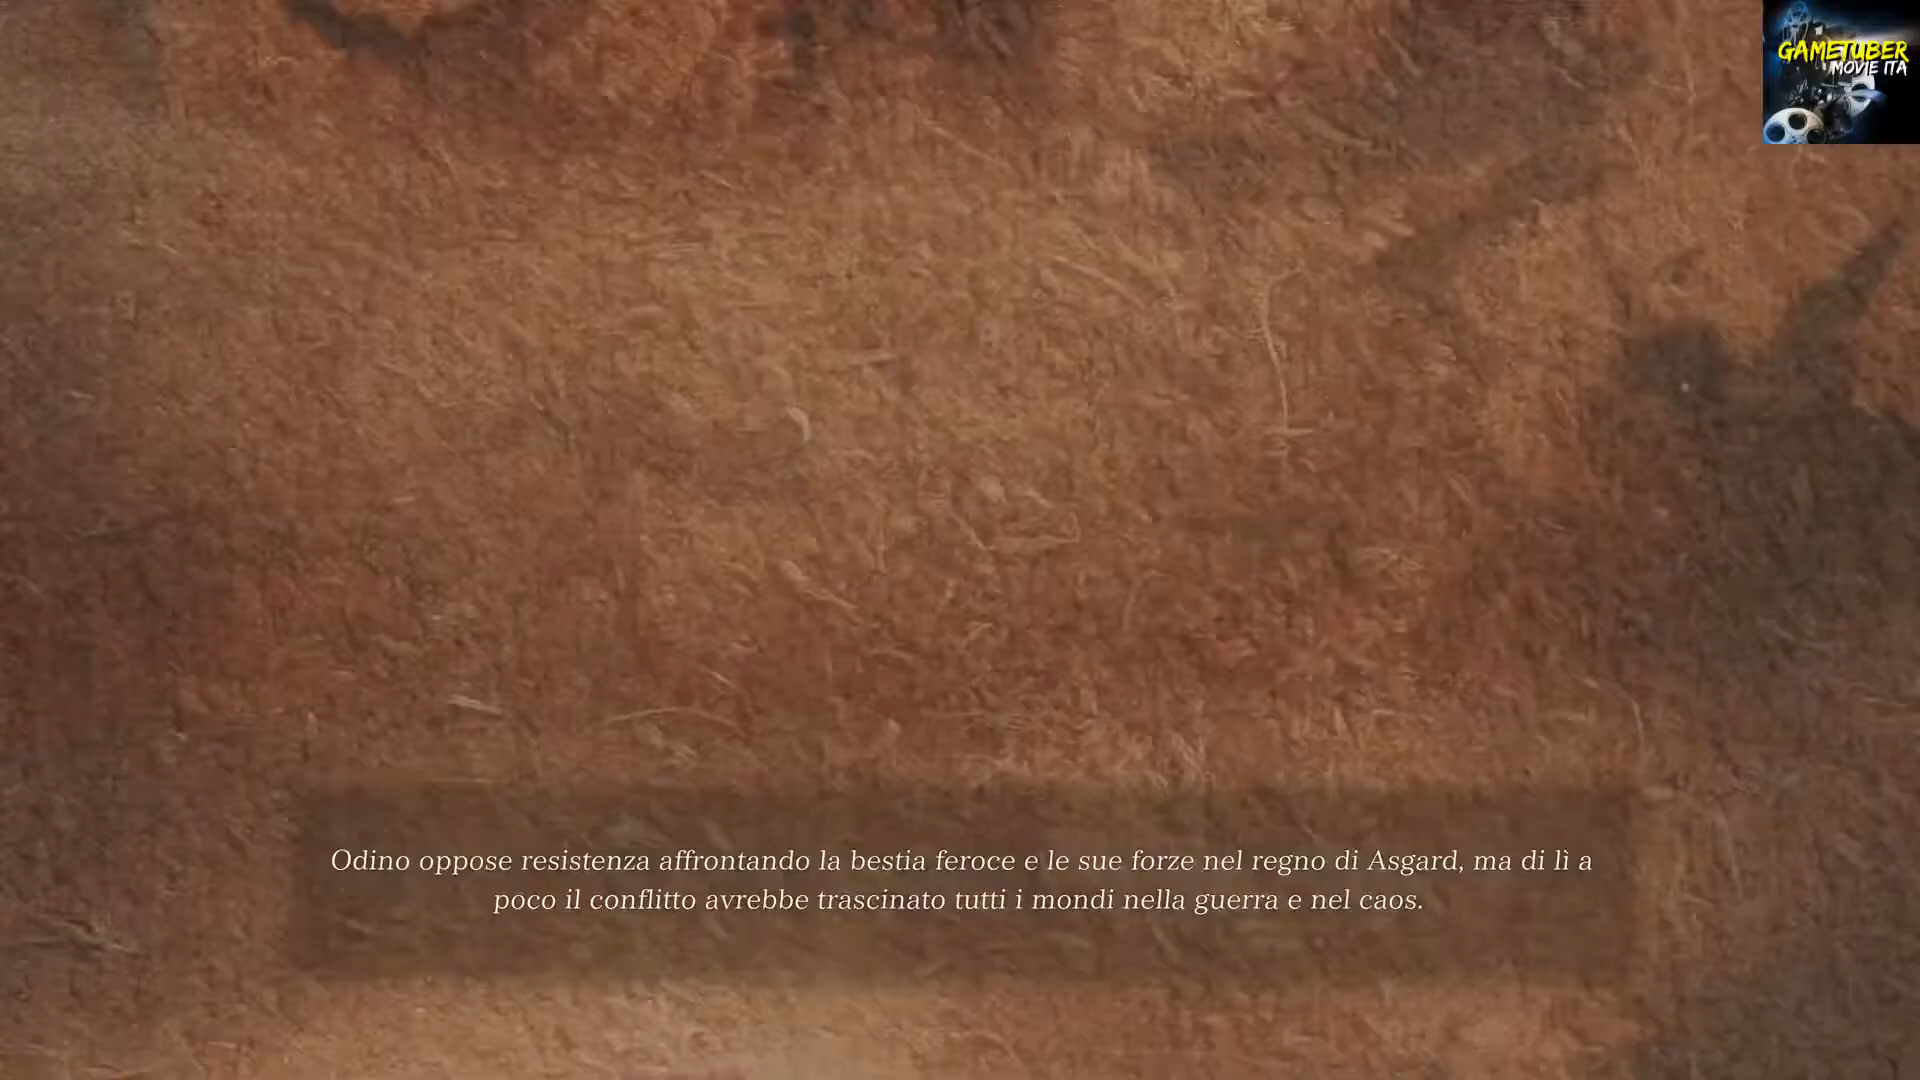 GAMETUBER
MOVIE ITA
Odino oppose resistenza affrontando la bestia feroce e le sue forze nel regno di Asgard, ma di lì a
poco il conflitto avrebbe trascinato tutti i mondi nella guerra e nel caos.